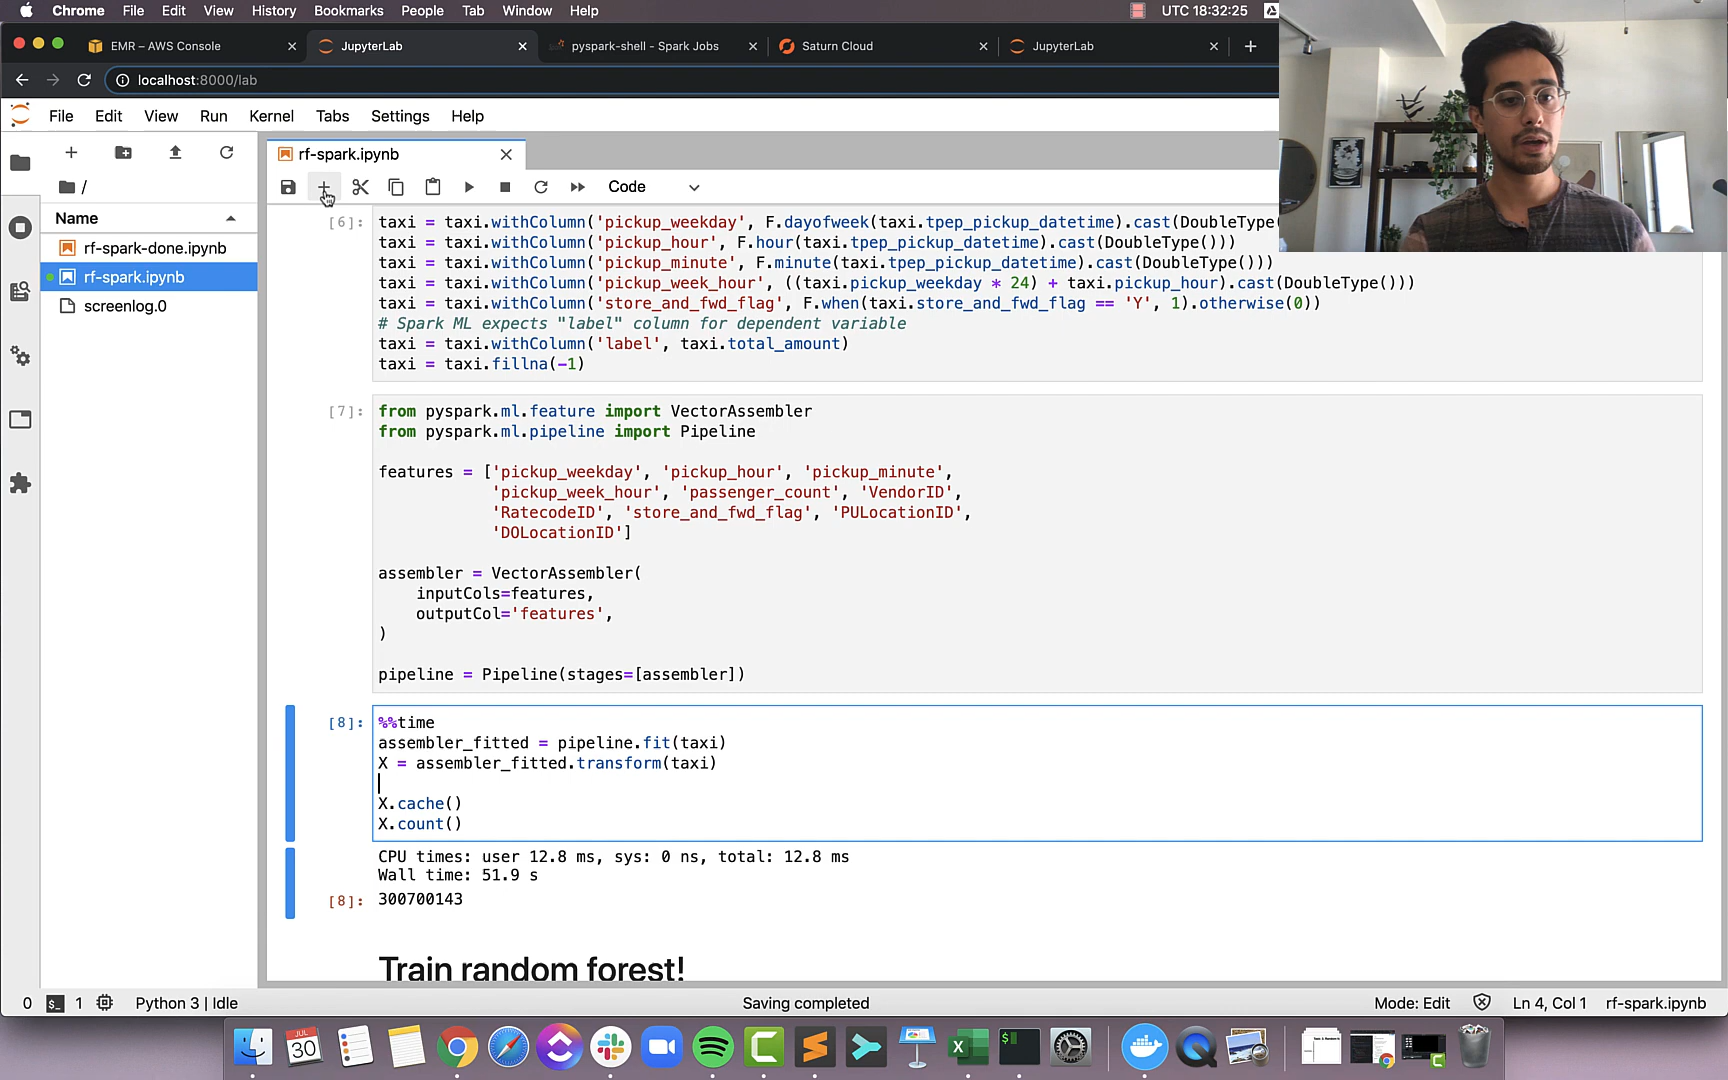 Chrome File Edit View History Bookmarks People Tab Window Help UTC 18:32:25
EMR – AWS Console JupyterLab pyspark-shell - Spark Jobs Saturn Cloud JupyterLab
localhost:8000/lab
File Edit View Run Kernel Tabs Settings Help
rf-spark.ipynb
/
Code
Name
rf-spark-done.ipynb
rf-spark.ipynb
screenlog.0
[6]: taxi = taxi.withColumn('pickup_weekday', F.dayofweek(taxi.tpep_pickup_datetime).cast(DoubleType(
taxi = taxi.withColumn('pickup_hour', F.hour(taxi.tpep_pickup_datetime).cast(DoubleType()))
taxi = taxi.withColumn('pickup_minute', F.minute(taxi.tpep_pickup_datetime).cast(DoubleType()))
taxi = taxi.withColumn('pickup_week_hour', ((taxi.pickup_weekday * 24) + taxi.pickup_hour).cast(DoubleType()))
taxi = taxi.withColumn('store_and_fwd_flag', F.when(taxi.store_and_fwd_flag == 'Y', 1).otherwise(0))
# Spark ML expects "label" column for dependent variable
taxi = taxi.withColumn('label', taxi.total_amount)
taxi = taxi.fillna(-1)
[7]: from pyspark.ml.feature import VectorAssembler
from pyspark.ml.pipeline import Pipeline
features = ['pickup_weekday', 'pickup_hour', 'pickup_minute',
'pickup_week_hour', 'passenger_count', 'VendorID',
'RatecodeID', 'store_and_fwd_flag', 'PULocationID',
'DOLocationID']
assembler = VectorAssembler(
inputCols=features,
outputCol='features',
)
pipeline = Pipeline(stages=[assembler])
[8]: %%time
assembler_fitted = pipeline.fit(taxi)
X = assembler_fitted.transform(taxi)
X.cache()
X.count()
CPU times: user 12.8 ms, sys: 0 ns, total: 12.8 ms
Wall time: 51.9 s
[8]: 300700143
Train random forest!
0 1 Python 3 | Idle Saving completed Mode: Edit Ln 4, Col 1 rf-spark.ipynb
JUL
30